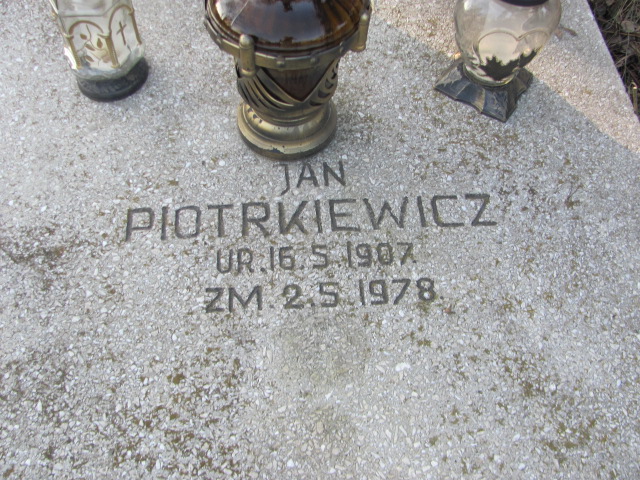 JAN
PIOTRKIEWICZ
UR. 16.5.1907
ZM. 2.5.1978